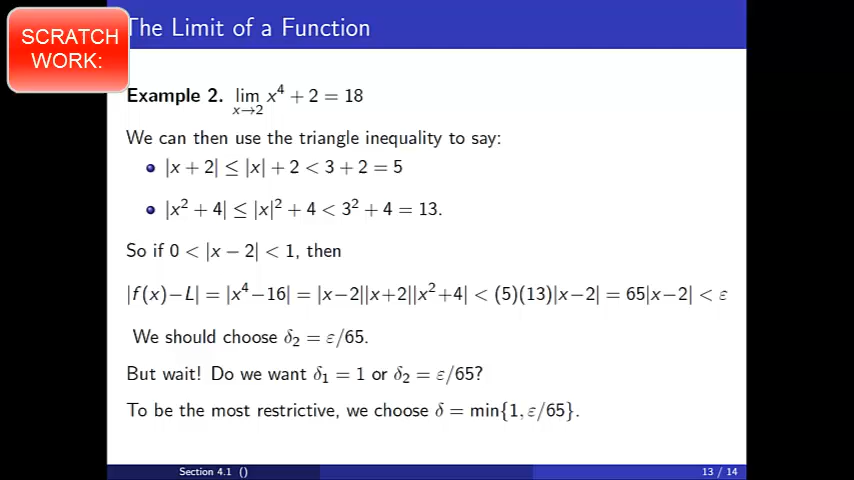 SCRATCH
WORK:
The Limit of a Function
Example 2. lim x→2 x⁴ + 2 = 18
We can then use the triangle inequality to say:
|x + 2| ≤ |x| + 2 < 3 + 2 = 5
|x² + 4| ≤ |x|² + 4 < 3² + 4 = 13.
So if 0 < |x − 2| < 1, then
|f(x)−L| = |x⁴−16| = |x−2||x+2||x²+4| < (5)(13)|x−2| = 65|x−2| < ε
We should choose δ₂ = ε/65.
But wait! Do we want δ₁ = 1 or δ₂ = ε/65?
To be the most restrictive, we choose δ = min{1, ε/65}.
Section 4.1 ()
13 / 14